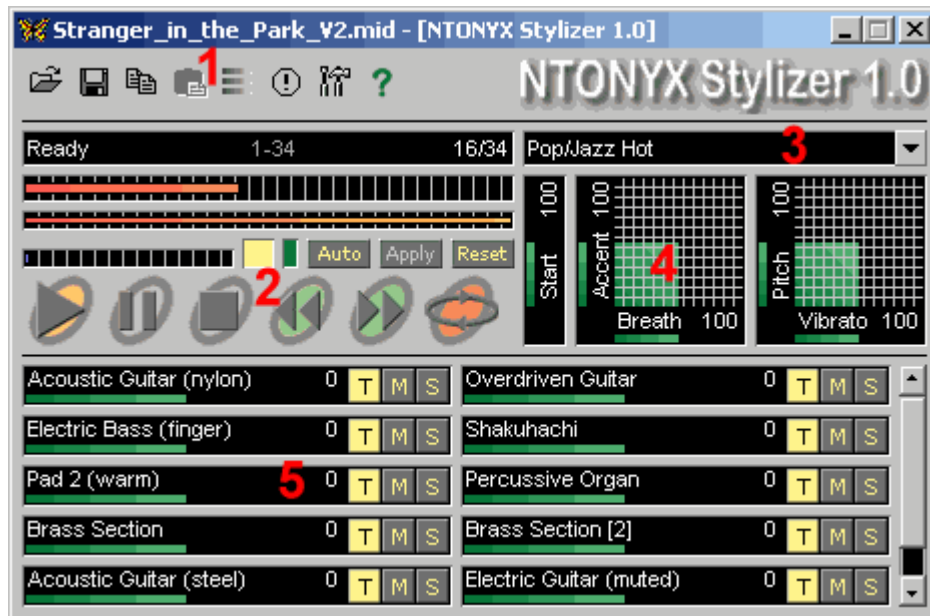 Stranger_in_the_Park_V2.mid - [NTONYX Stylizer 1.0]
1
?
NTONYX Stylizer 1.0
Ready 1-34 16/34
Pop/Jazz Hot 3
Start 100
Accent 100
4
Breath 100
Pitch 100
Vibrato 100
Auto Apply Reset
2
Acoustic Guitar (nylon) 0 T M S
Overdriven Guitar 0 T M S
Electric Bass (finger) 0 T M S
Shakuhachi 0 T M S
Pad 2 (warm) 5 0 T M S
Percussive Organ 0 T M S
Brass Section 0 T M S
Brass Section [2] 0 T M S
Acoustic Guitar (steel) 0 T M S
Electric Guitar (muted) 0 T M S